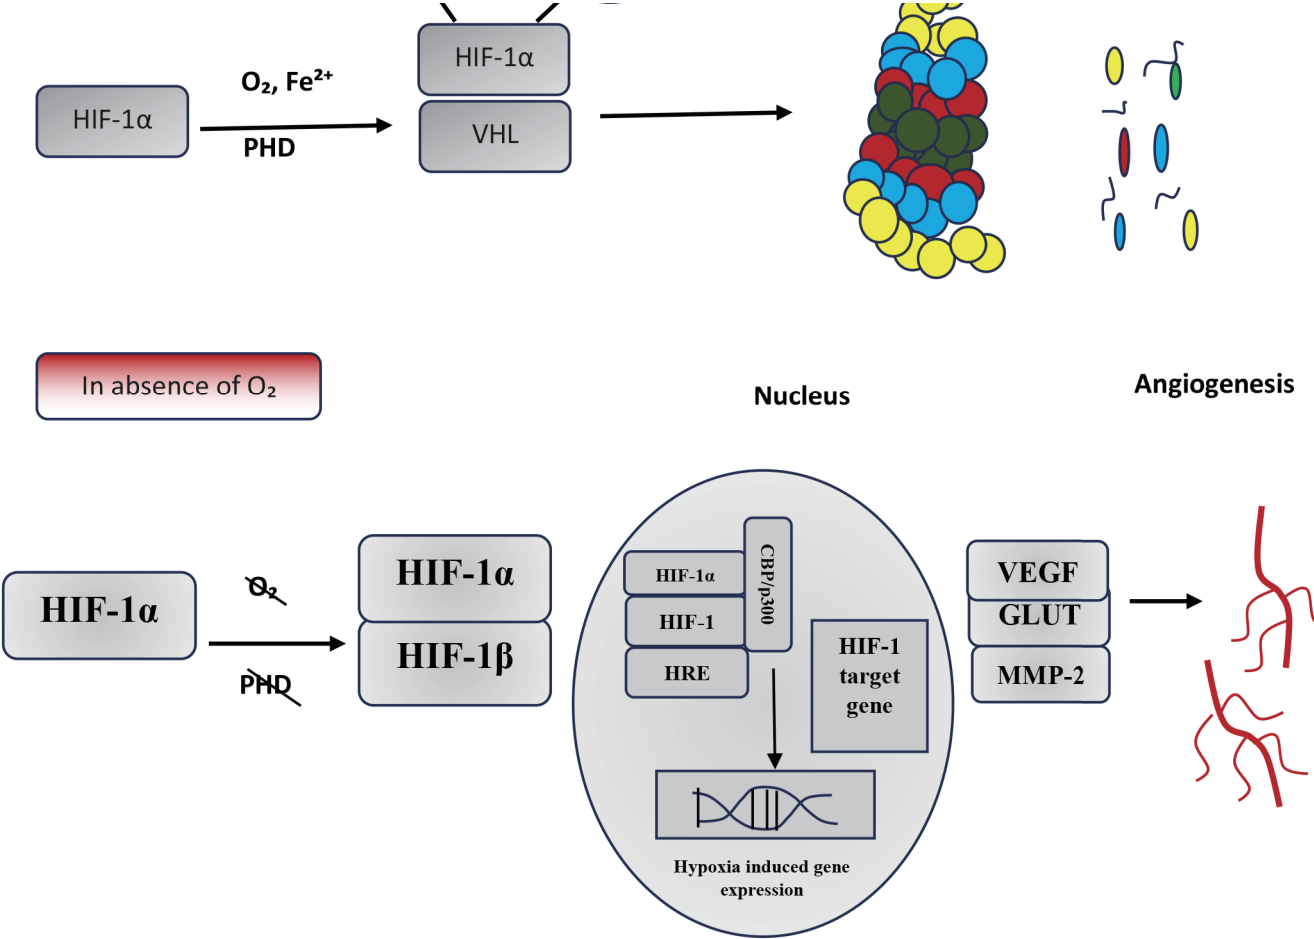 HIF-1α
O₂, Fe²⁺
PHD
HIF-1α
VHL
In absence of O₂
Nucleus
Angiogenesis
HIF-1α
O₂
PHD
HIF-1α
HIF-1β
HIF-1α
HIF-1
HRE
CBP/p300
HIF-1
target
gene
Hypoxia induced gene
expression
VEGF
GLUT
MMP-2